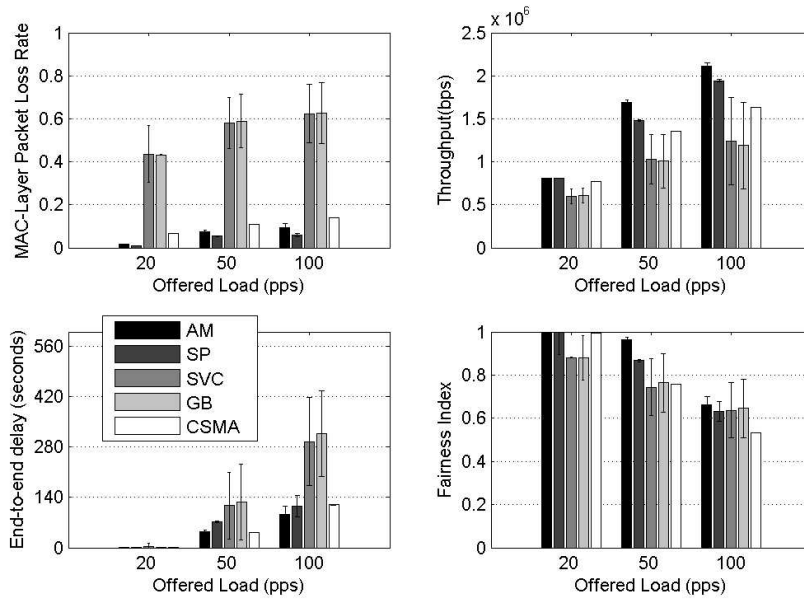 MAC-Layer Packet Loss Rate
1
0.8
0.6
0.4
0.2
0
20 50 100
Offered Load (pps)
x 10^6
Throughput(bps)
2.5
2
1.5
1
0.5
0
20 50 100
Offered Load (pps)
End-to-end delay (seconds)
560
420
280
140
0
AM
SP
SVC
GB
CSMA
20 50 100
Offered Load (pps)
Fairness Index
1
0.8
0.6
0.4
0.2
0
20 50 100
Offered Load (pps)